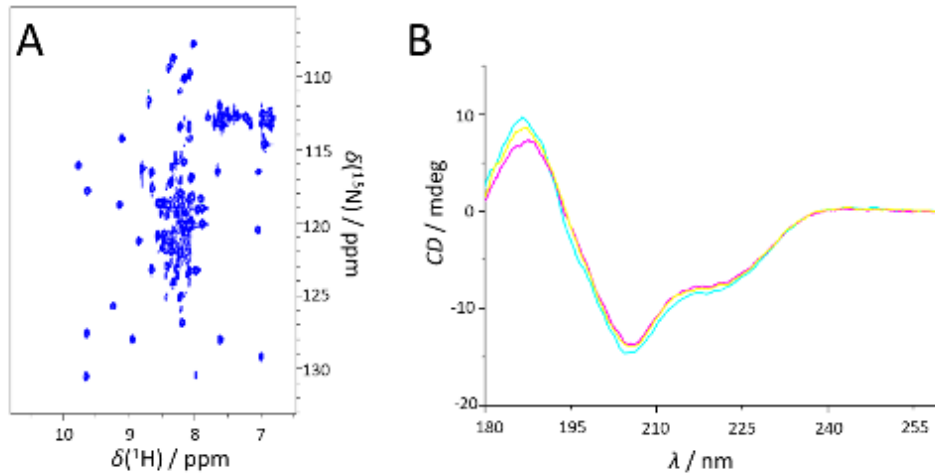 A
110
115
120
125
130
δ(¹⁵N) / ppm
10 9 8 7
δ(¹H) / ppm
B
10
0
-10
-20
CD / mdeg
180 195 210 225 240 255
λ / nm